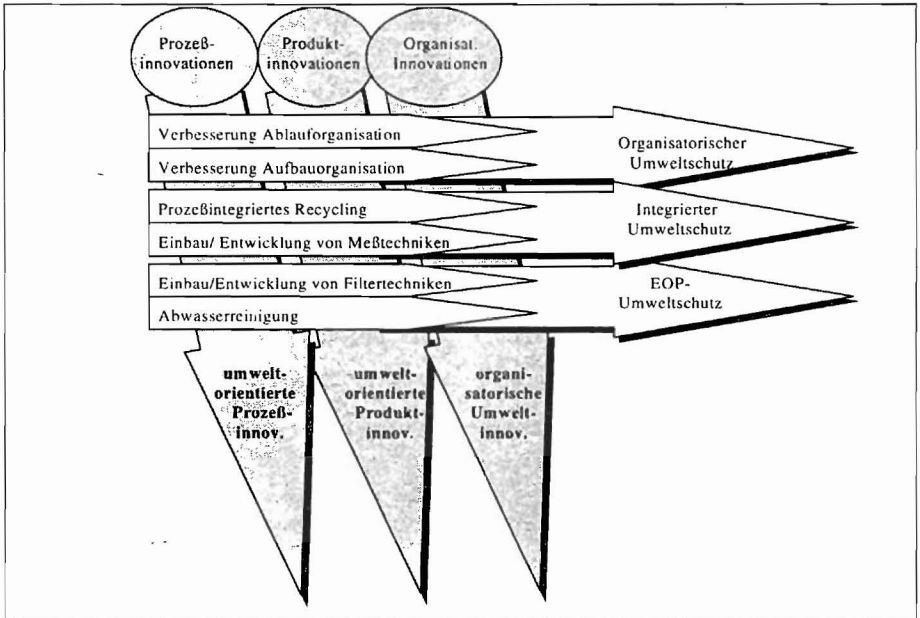 Prozeß-
innovationen
Produkt-
innovationen
Organisat.
Innovationen
Verbesserung Ablauforganisation
Verbesserung Aufbauorganisation
Organisatorischer
Umweltschutz
Prozeßintegriertes Recycling
Einbau/ Entwicklung von Meßtechniken
Integrierter
Umweltschutz
Einbau/Entwicklung von Filtertechniken
Abwasserreinigung
EOP-
Umweltschutz
umwelt-
orientierte
Prozeß-
innov.
umwelt-
orientierte
Produkt-
innov.
organi-
satorische
Umwelt-
innov.